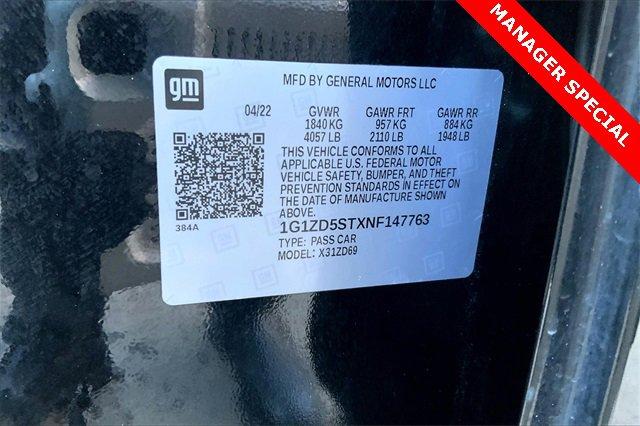 MANAGER SPECIAL
gm
MFD BY GENERAL MOTORS LLC
04/22 GVWR GAWR FRT GAWR RR
1840 KG 957 KG 884 KG
4057 LB 2110 LB 1948 LB
THIS VEHICLE CONFORMS TO ALL
APPLICABLE U.S. FEDERAL MOTOR
VEHICLE SAFETY, BUMPER, AND THEFT
PREVENTION STANDARDS IN EFFECT ON
THE DATE OF MANUFACTURE SHOWN
ABOVE.
384A
1G1ZD5STXNF147763
TYPE: PASS CAR
MODEL: X31ZD69